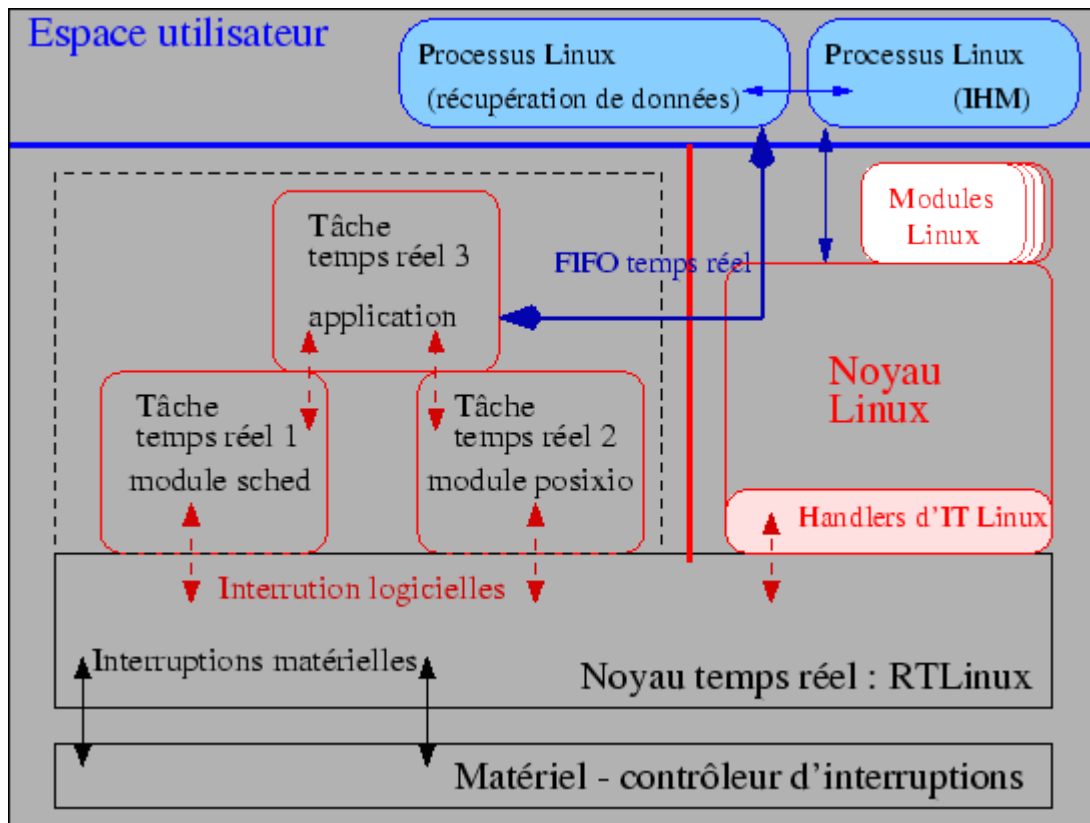 Espace utilisateur
Processus Linux
(récupération de données)
Processus Linux
(IHM)
Modules
Linux
Tâche
temps réel 3
application
FIFO temps réel
Noyau
Linux
Tâche
temps réel 1
module sched
Tâche
temps réel 2
module posixio
Handlers d'IT Linux
Interrution logicielles
Interruptions matérielles
Noyau temps réel : RTLinux
Matériel - contrôleur d'interruptions